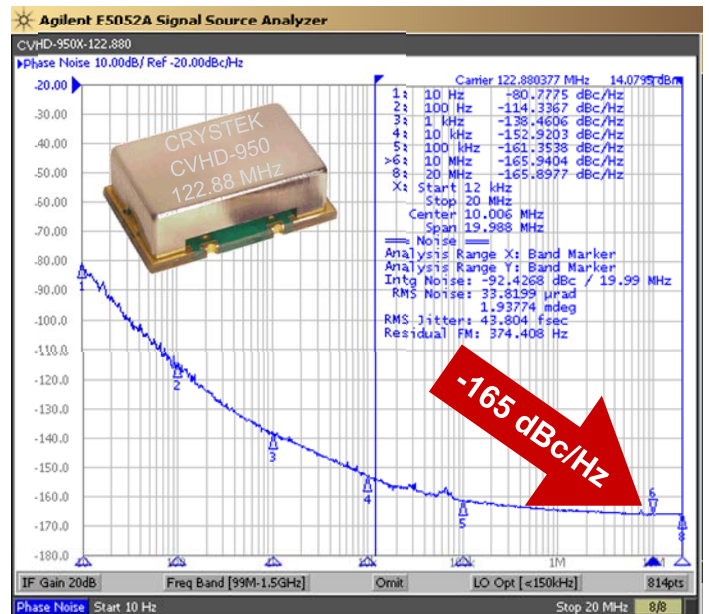 Agilent E5052A Signal Source Analyzer
CVHD-950X-122.880
▶Phase Noise 10.00dB/ Ref -20.00dBc/Hz
Carrier 122.880377 MHz 14.0795 dBm
-20.00
-30.00
-40.00
-50.00
-60.00
-70.00
-80.00
-90.00
-100.0
-110.0
-120.0
-130.0
-140.0
-150.0
-160.0
-170.0
-180.0
1: 10 Hz -80.7775 dBc/Hz
2: 100 Hz -114.3367 dBc/Hz
3: 1 kHz -138.4606 dBc/Hz
4: 10 kHz -152.9203 dBc/Hz
5: 100 kHz -161.3538 dBc/Hz
>6: 10 MHz -165.9404 dBc/Hz
8: 20 MHz -165.8977 dBc/Hz
X: Start 12 kHz
Stop 20 MHz
Center 10.006 MHz
Span 19.988 MHz
=== Noise ===
Analysis Range X: Band Marker
Analysis Range Y: Band Marker
Intg Noise: -92.4268 dBc / 19.99 MHz
RMS Noise: 33.8199 µrad
1.93774 mdeg
RMS Jitter: 43.804 fsec
Residual FM: 374.408 Hz
CRYSTEK
CVHD-950
122.88 MHz
-165 dBc/Hz
1
2
3
4
5
6
8
1M
IF Gain 20dB
Freq Band [99M-1.5GHz]
Omit
LO Opt [<150kHz]
814pts
Phase Noise Start 10 Hz
Stop 20 MHz
8/8